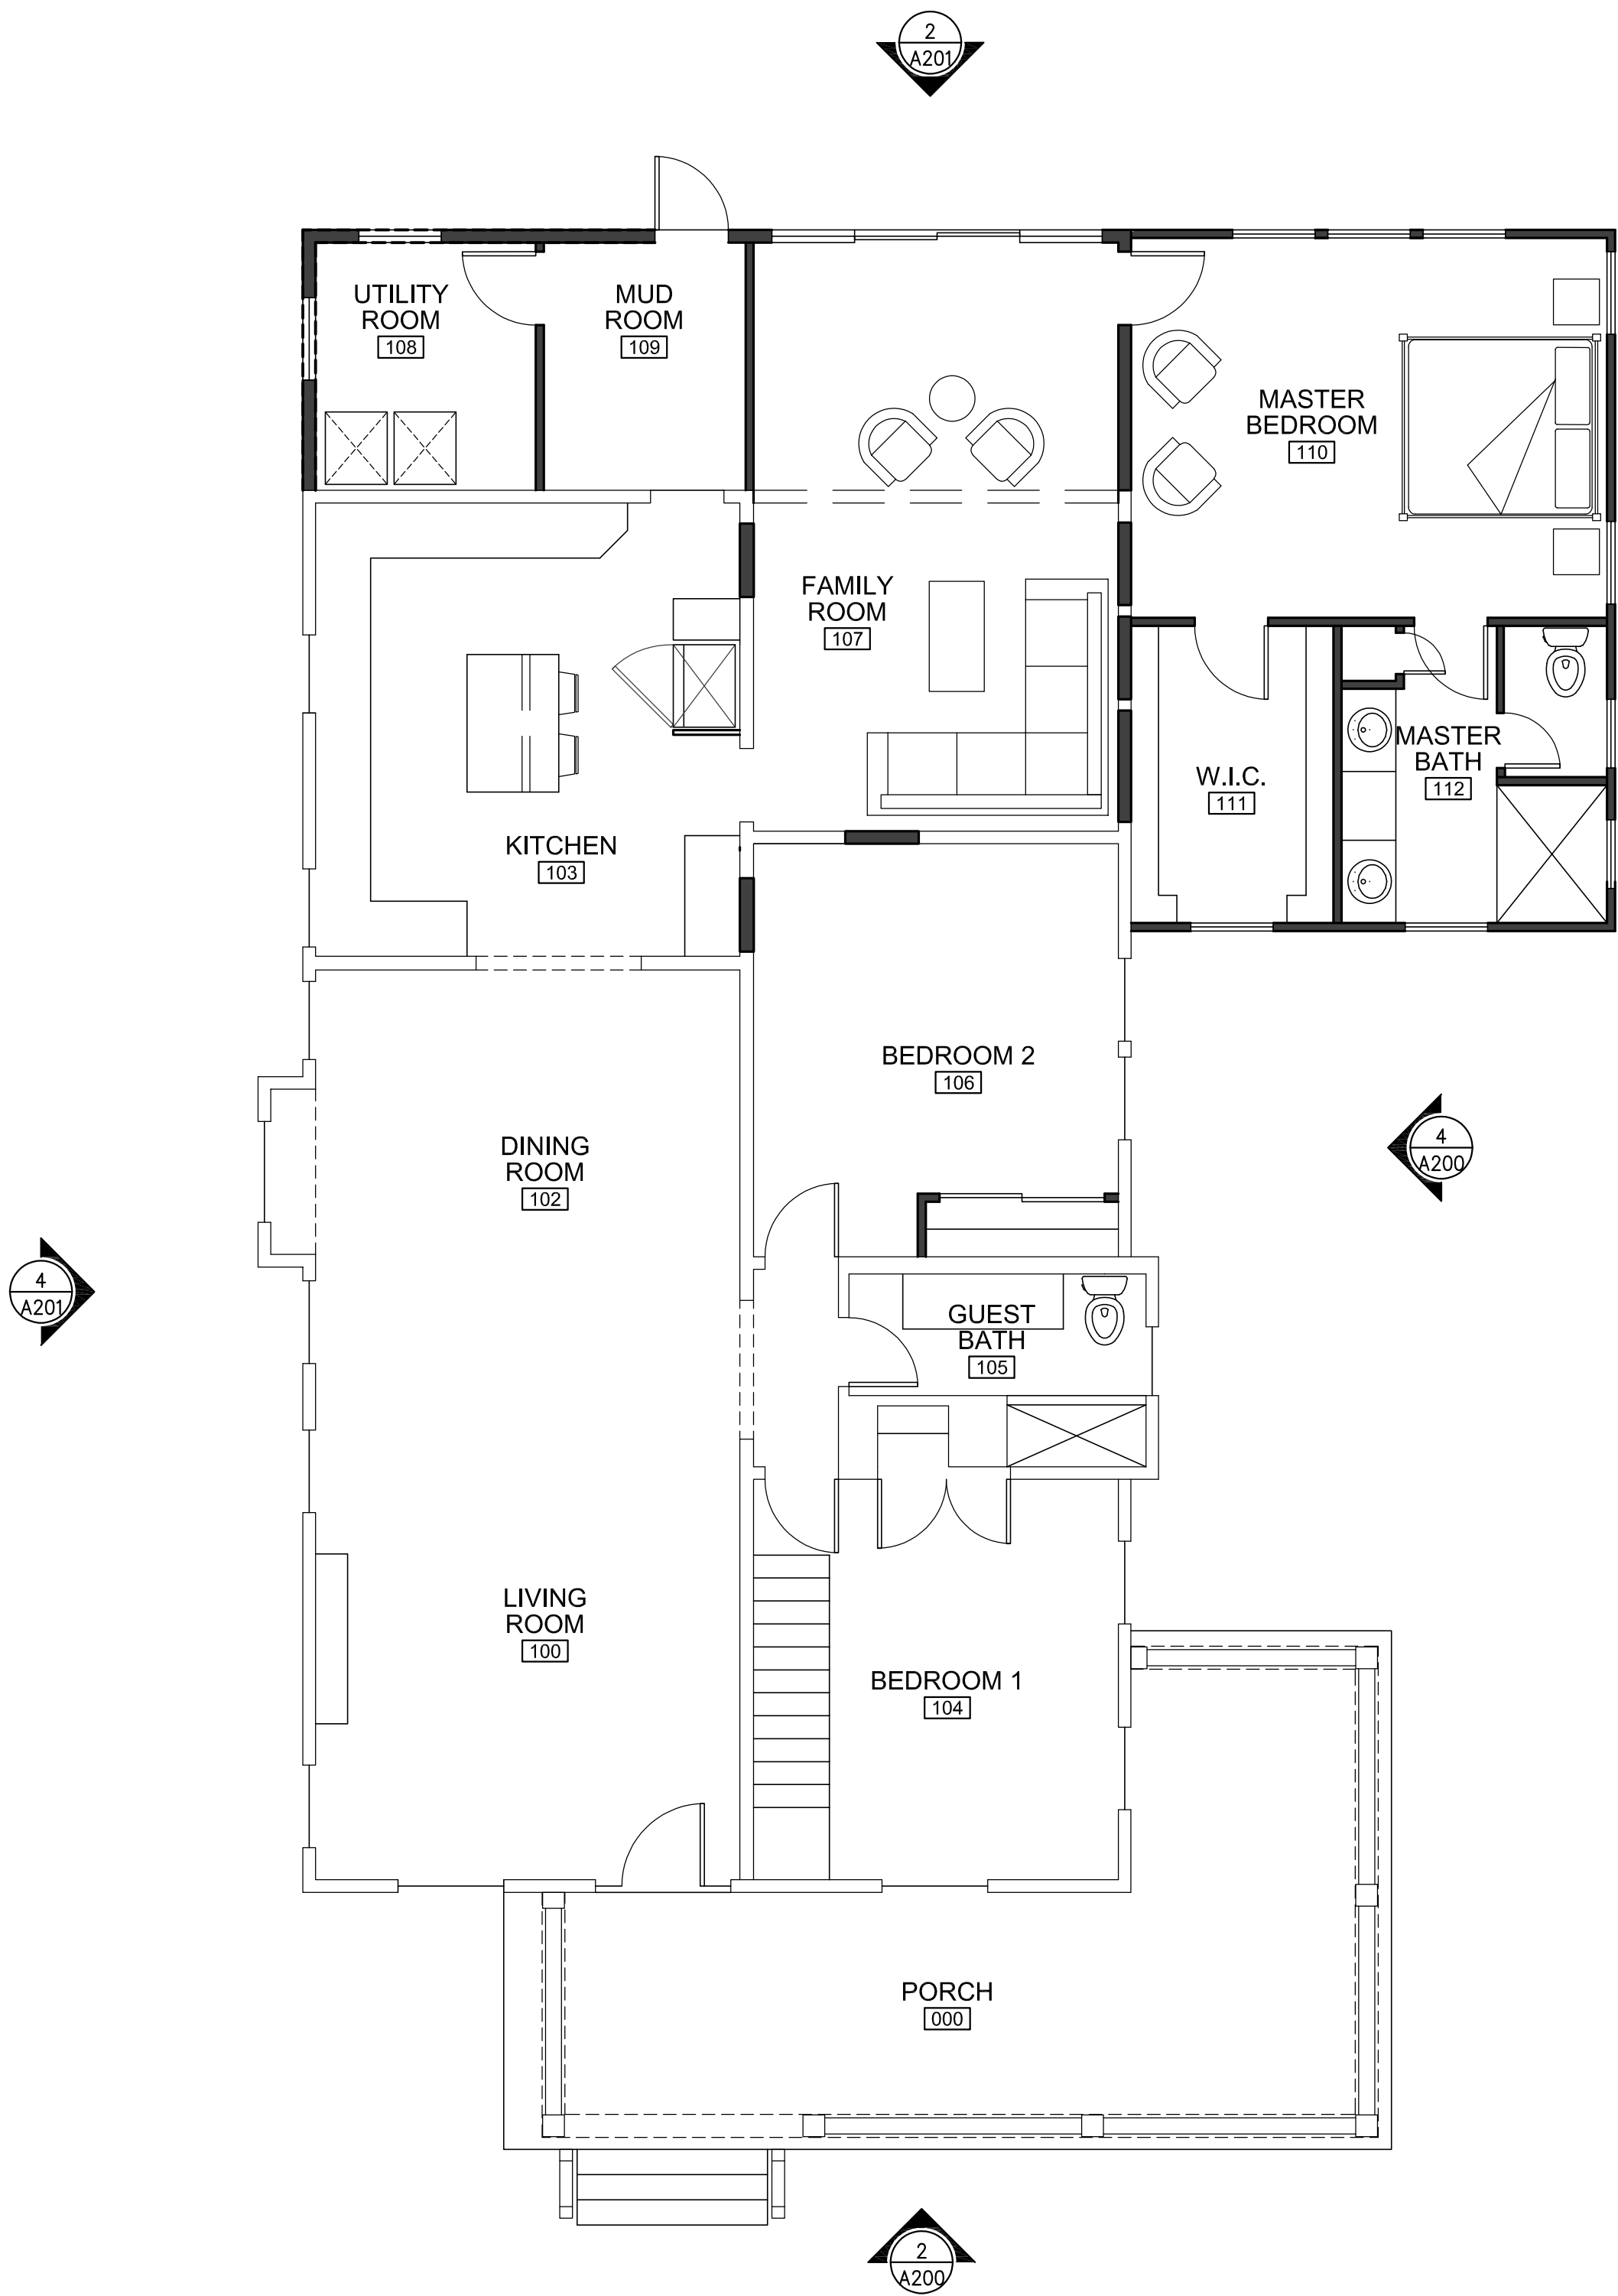 2
A201
UTILITY
ROOM
108
MUD
ROOM
109
MASTER
BEDROOM
110
FAMILY
ROOM
107
MASTER
BATH
112
W.I.C.
111
KITCHEN
103
BEDROOM 2
106
DINING
ROOM
102
4
A200
4
A201
GUEST
BATH
105
LIVING
ROOM
100
BEDROOM 1
104
PORCH
000
2
A200